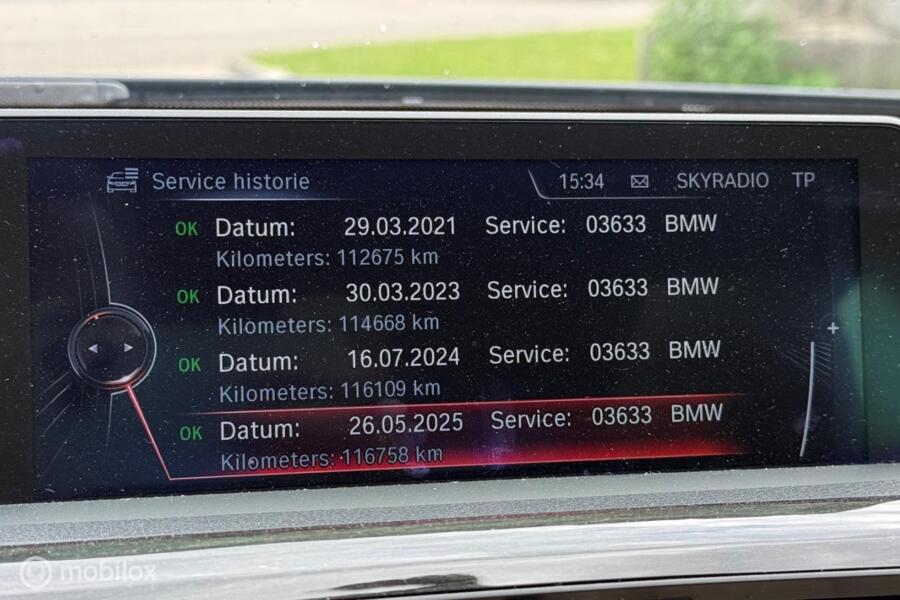 Service historie 15:34 SKYRADIO TP
OK Datum: 29.03.2021 Service: 03633 BMW
Kilometers: 112675 km
OK Datum: 30.03.2023 Service: 03633 BMW
Kilometers: 114668 km
OK Datum: 16.07.2024 Service: 03633 BMW
Kilometers: 116109 km
OK Datum: 26.05.2025 Service: 03633 BMW
Kilometers: 116758 km
mobilox